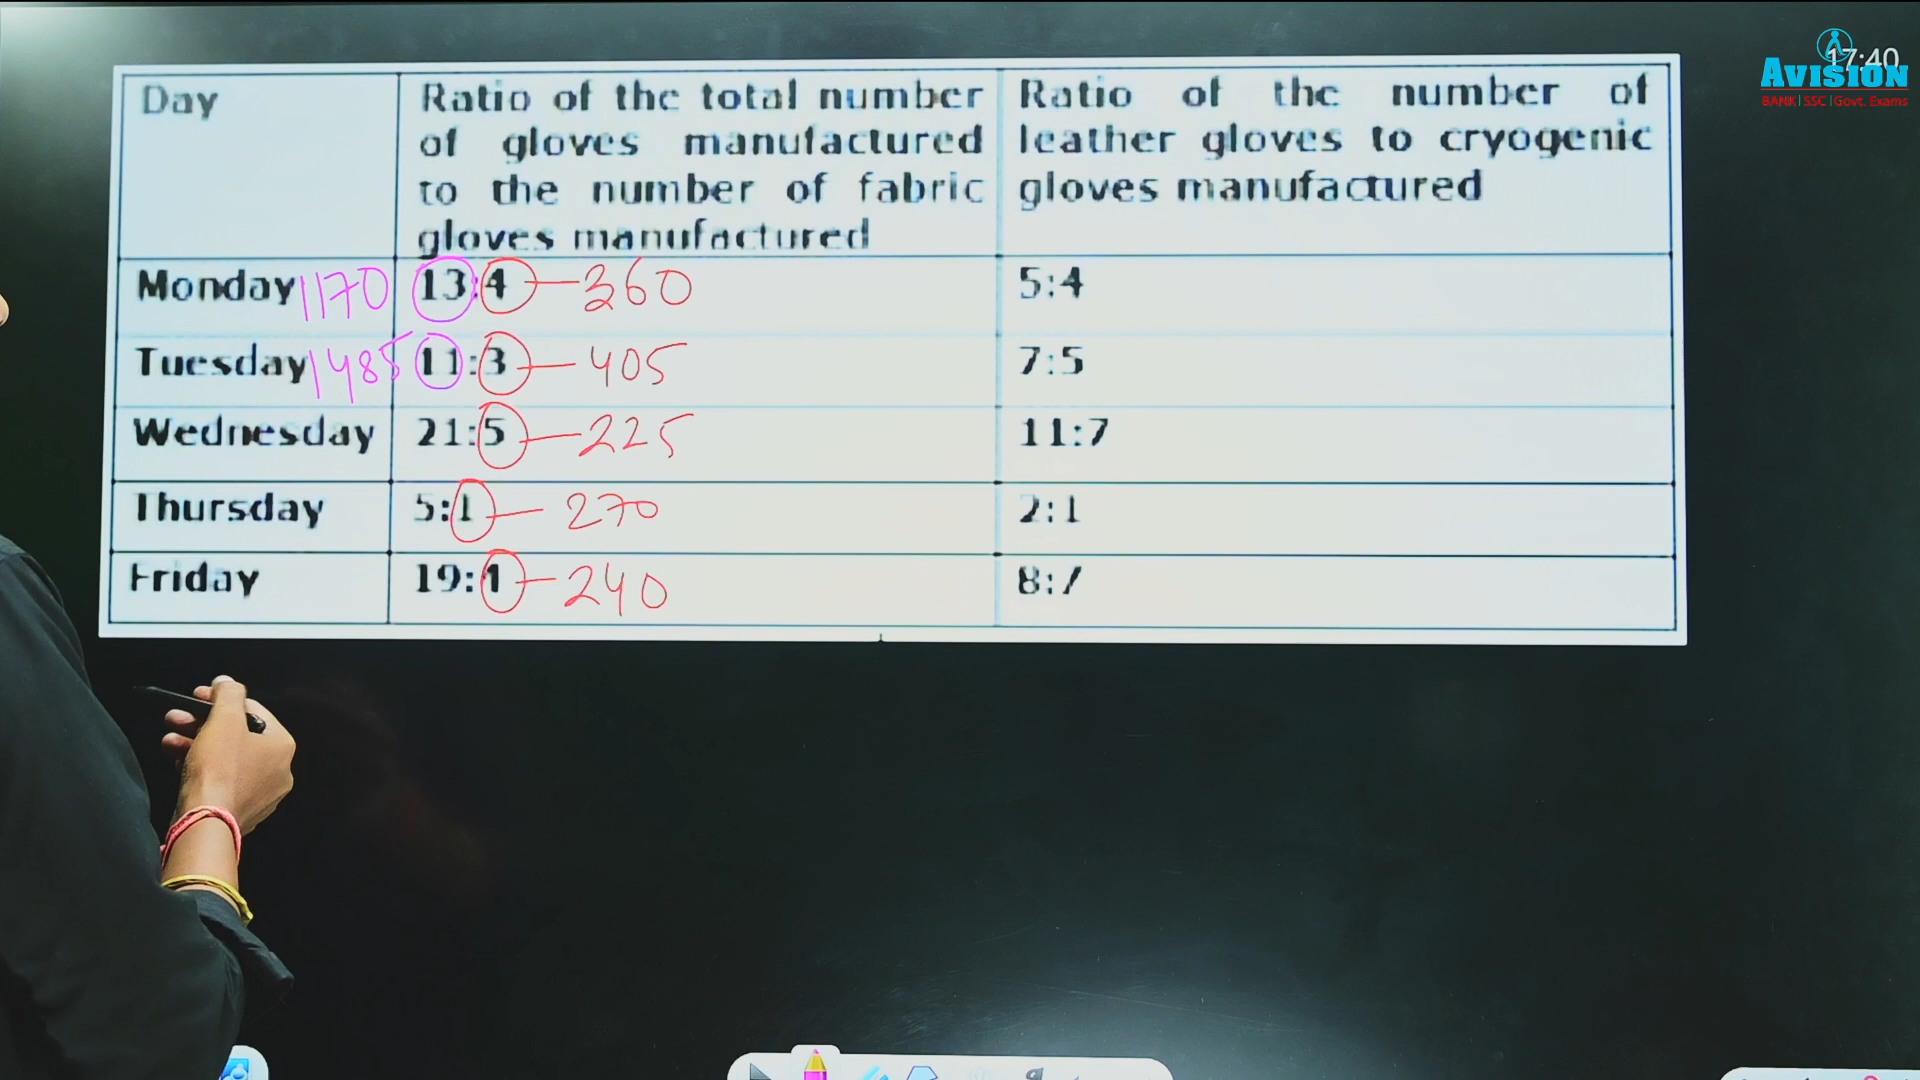 17:40
AVISION
BANK | SSC | Govt. Exams
Day
Ratio of the total number
of gloves manufactured
to the number of fabric
gloves manufactured
Ratio of the number of
leather gloves to cryogenic
gloves manufactured
Monday 1170 13:4 — 360 5:4
Tuesday 1485 11:3 — 405 7:5
Wednesday 21:5 — 225 11:7
Thursday 5:1 — 270 2:1
Friday 19:4 — 240 8:7